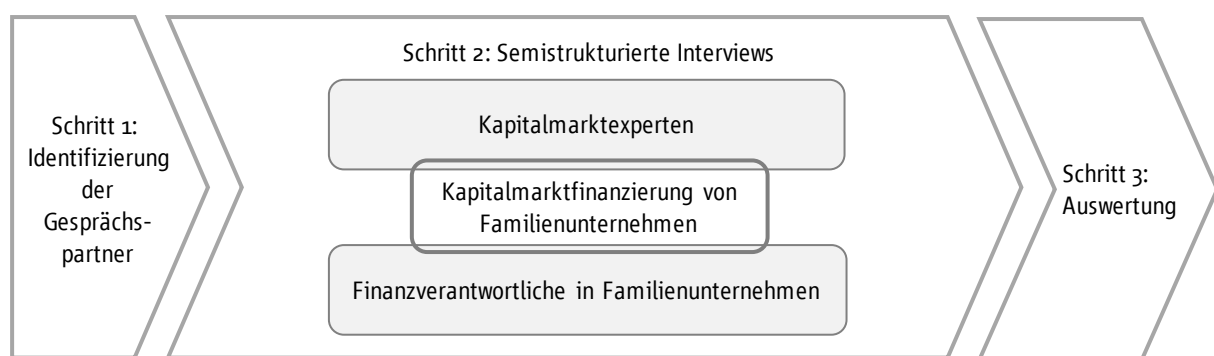 Schritt 1:
Identifizierung
der
Gesprächs-
partner
Schritt 2: Semistrukturierte Interviews
Kapitalmarktexperten
Kapitalmarktfinanzierung von
Familienunternehmen
Finanzverantwortliche in Familienunternehmen
Schritt 3:
Auswertung